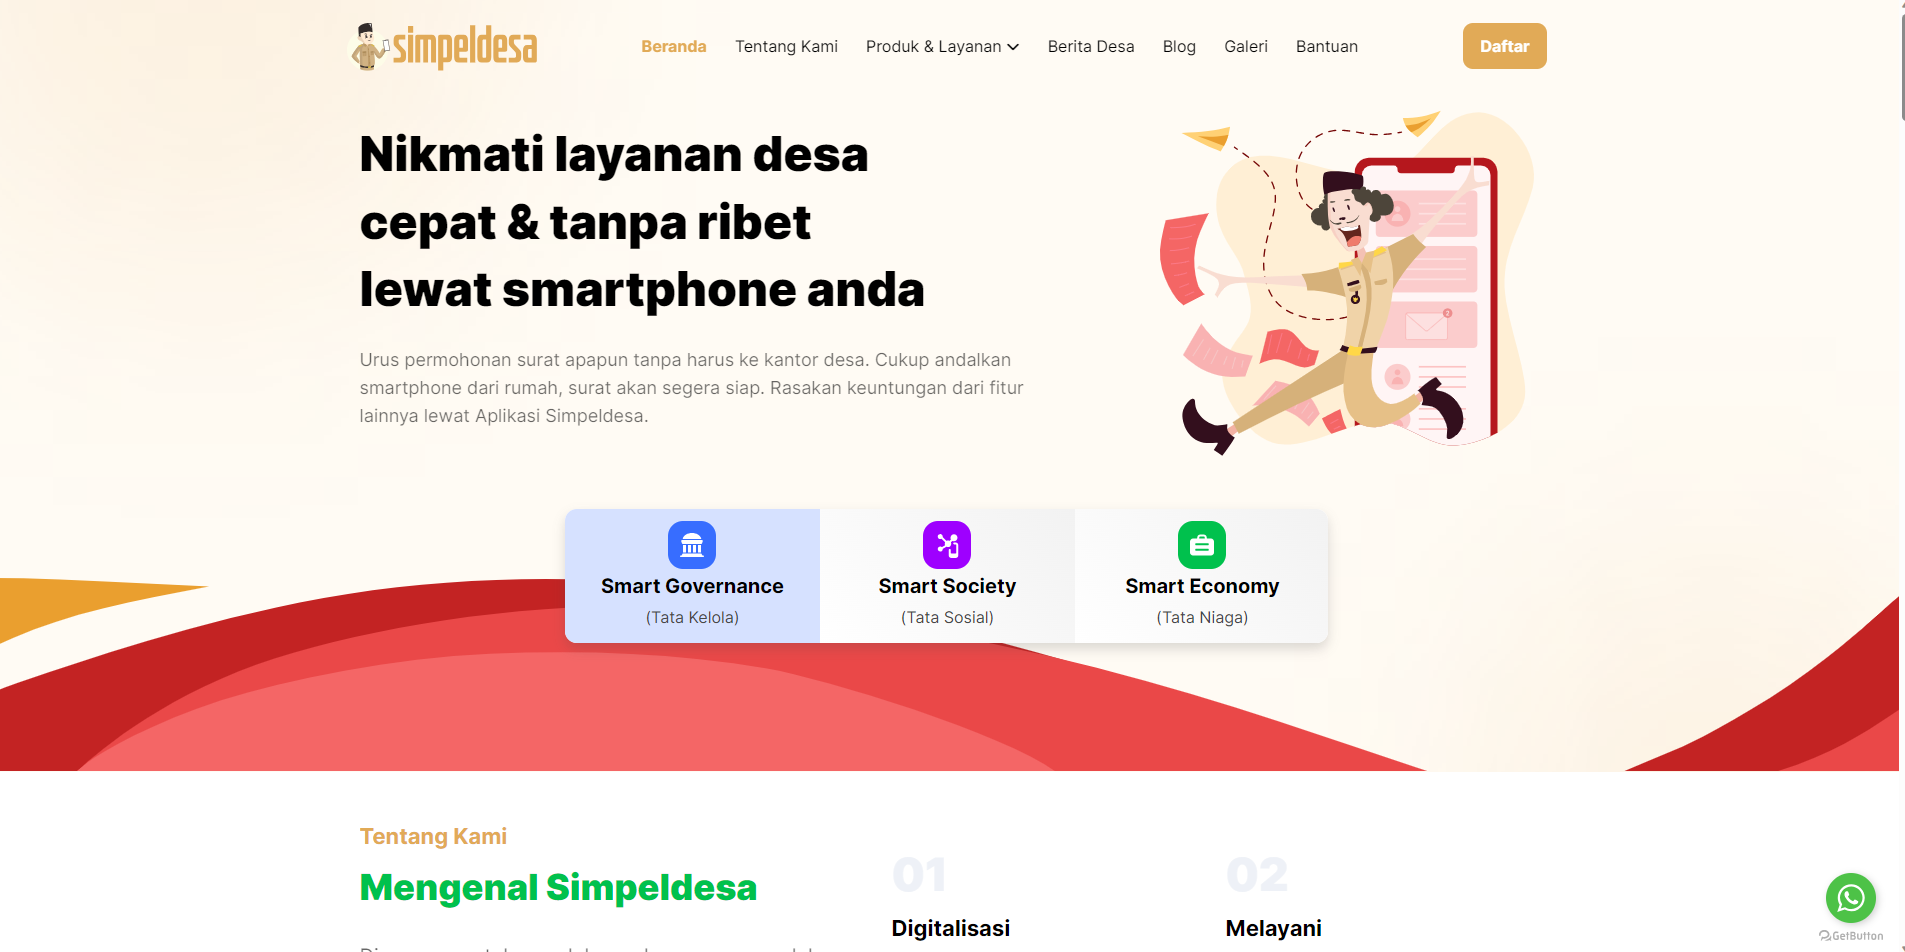 simpeldesa
Beranda
Tentang Kami
Produk & Layanan
Berita Desa
Blog
Galeri
Bantuan
Daftar
Nikmati layanan desa
cepat & tanpa ribet
lewat smartphone anda
Urus permohonan surat apapun tanpa harus ke kantor desa. Cukup andalkan
smartphone dari rumah, surat akan segera siap. Rasakan keuntungan dari fitur
lainnya lewat Aplikasi Simpeldesa.
2
Smart Governance
(Tata Kelola)
Smart Society
(Tata Sosial)
Smart Economy
(Tata Niaga)
Tentang Kami
Mengenal Simpeldesa
01
Digitalisasi
02
Melayani
GetButton